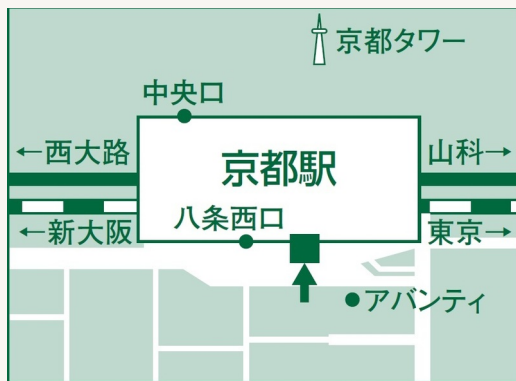 京都タワー
中央口
←西大路
京都駅
山科→
八条西口
←新大阪
東京→
アバンティ